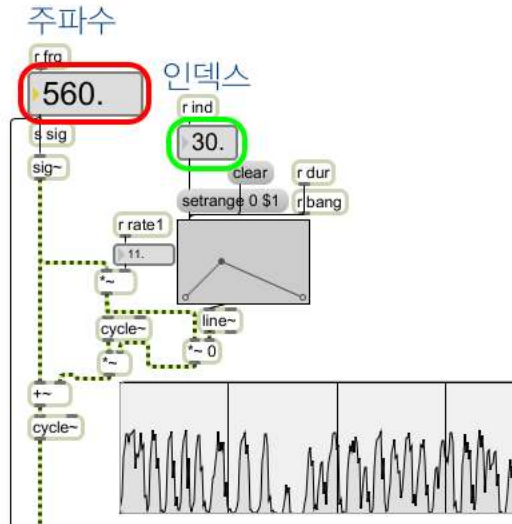 주파수
r frq
560.
인덱스
r ind
s sig
30.
sig~
clear
r dur
setrange 0 $1
r bang
r rate1
11.
*~
cycle~
line~
*~
*~ 0
+~
cycle~